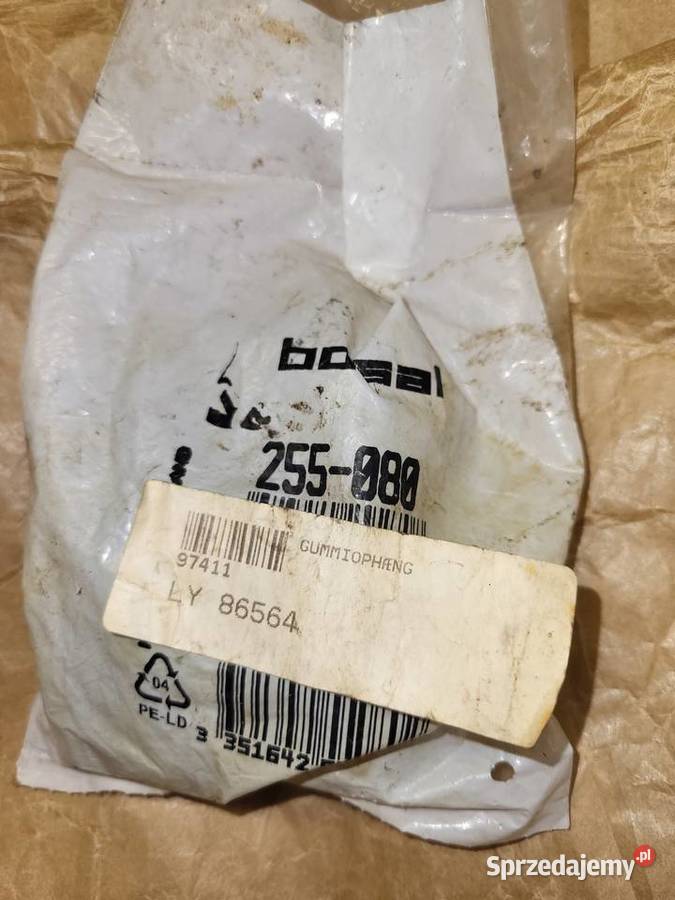 bosal
255-080
GUMMIOPHÆNG
97411
LY 86564
04
PE-LD
3 351642
Sprzedajemy.pl